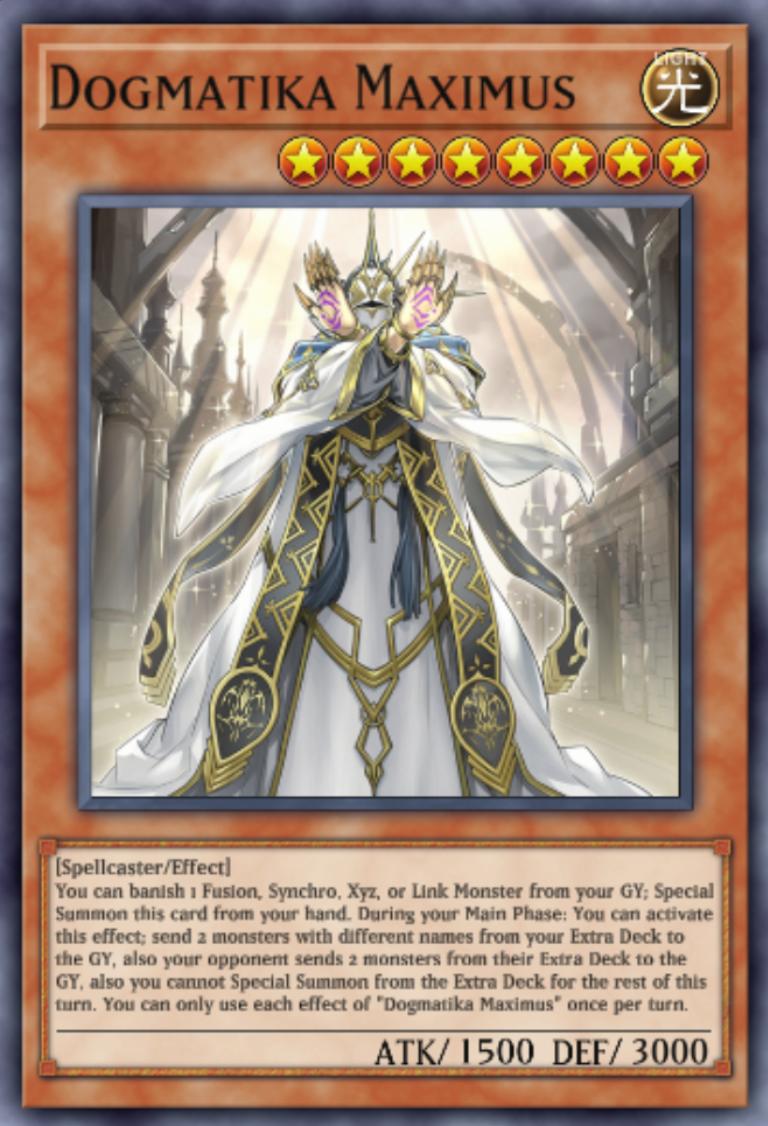 DOGMATIKA MAXIMUS
LIGHT
光
[Spellcaster/Effect]
You can banish 1 Fusion, Synchro, Xyz, or Link Monster from your GY; Special
Summon this card from your hand. During your Main Phase: You can activate
this effect; send 2 monsters with different names from your Extra Deck to
the GY, also your opponent sends 2 monsters from their Extra Deck to the
GY, also you cannot Special Summon from the Extra Deck for the rest of this
turn. You can only use each effect of "Dogmatika Maximus" once per turn.
ATK/ 1500 DEF/ 3000